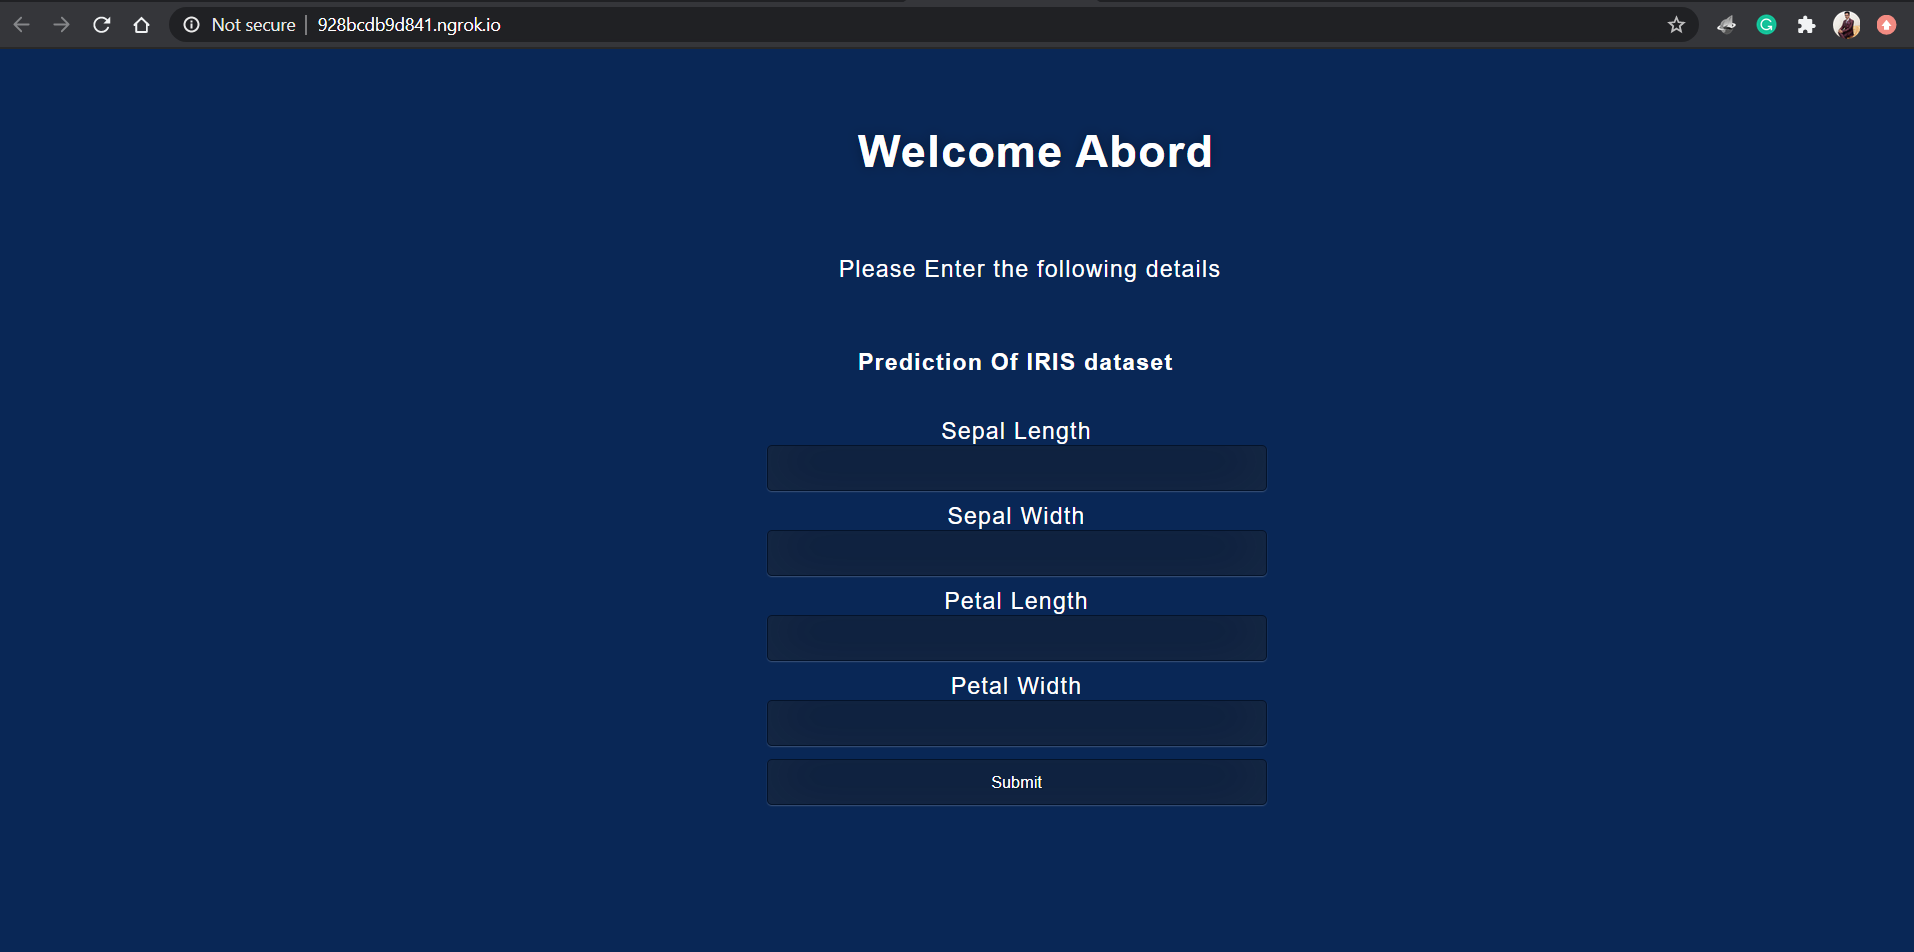 Not secure | 928bcdb9d841.ngrok.io
Welcome Abord
Please Enter the following details
Prediction Of IRIS dataset
Sepal Length
Sepal Width
Petal Length
Petal Width
Submit